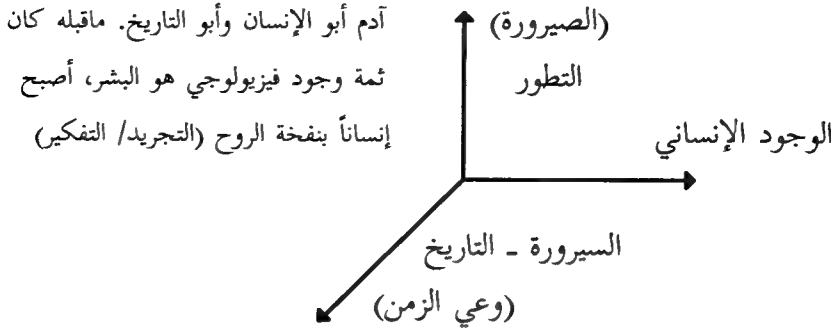 آدم أبو الإنسان وأبو التاريخ. ماقبله كان
ثمة وجود فيزيولوجي هو البشر، أصبح
إنساناً بنفخة الروح (التجريد/ التفكير)
(الصيرورة)
التطور
الوجود الإنساني
السيرورة - التاريخ
(وعي الزمن)